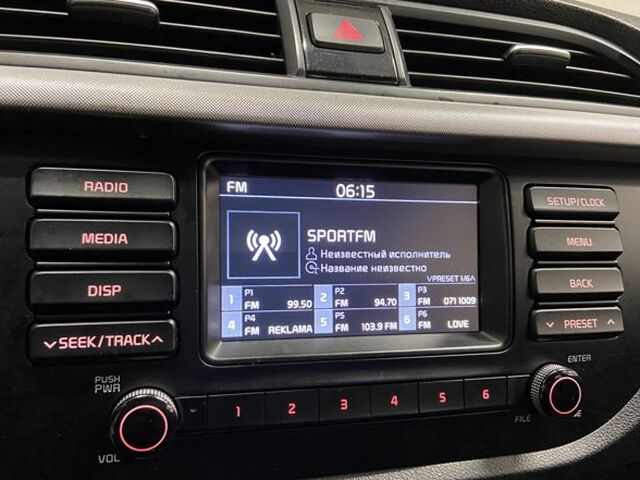 RADIO
MEDIA
DISP
SEEK/TRACK
PUSH
PWR
VOL
FM 06:15
SPORTFM
Неизвестный исполнитель
Название неизвестно
PRESET 1/6
1 P1 FM 99.50 2 P2 FM 94.70 3 P3 FM 071 1009
4 P4 FM REKLAMA 5 P5 FM 103.9 FM 6 P6 FM LOVE
SETUP/CLOCK
MENU
BACK
PRESET
ENTER
1 2 3 4 5 6
FILE